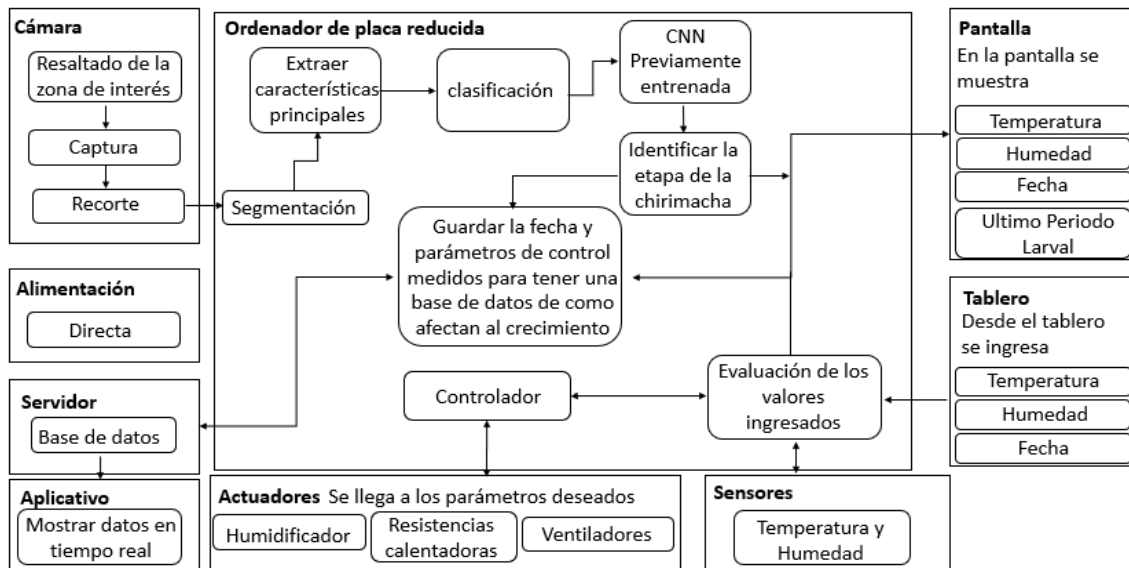 Cámara
Resaltado de la
zona de interés
Captura
Recorte
Ordenador de placa reducida
Extraer
características
principales
clasificación
CNN
Previamente
entrenada
Segmentación
Identificar la
etapa de la
chirimacha
Guardar la fecha y
parámetros de control
medidos para tener una
base de datos de como
afectan al crecimiento
Controlador
Evaluación de los
valores
ingresados
Pantalla
En la pantalla se
muestra
Temperatura
Humedad
Fecha
Ultimo Periodo
Larval
Alimentación
Directa
Tablero
Desde el tablero
se ingresa
Temperatura
Humedad
Fecha
Servidor
Base de datos
Aplicativo
Mostrar datos en
tiempo real
Actuadores Se llega a los parámetros deseados
Humidificador
Resistencias
calentadoras
Ventiladores
Sensores
Temperatura y
Humedad